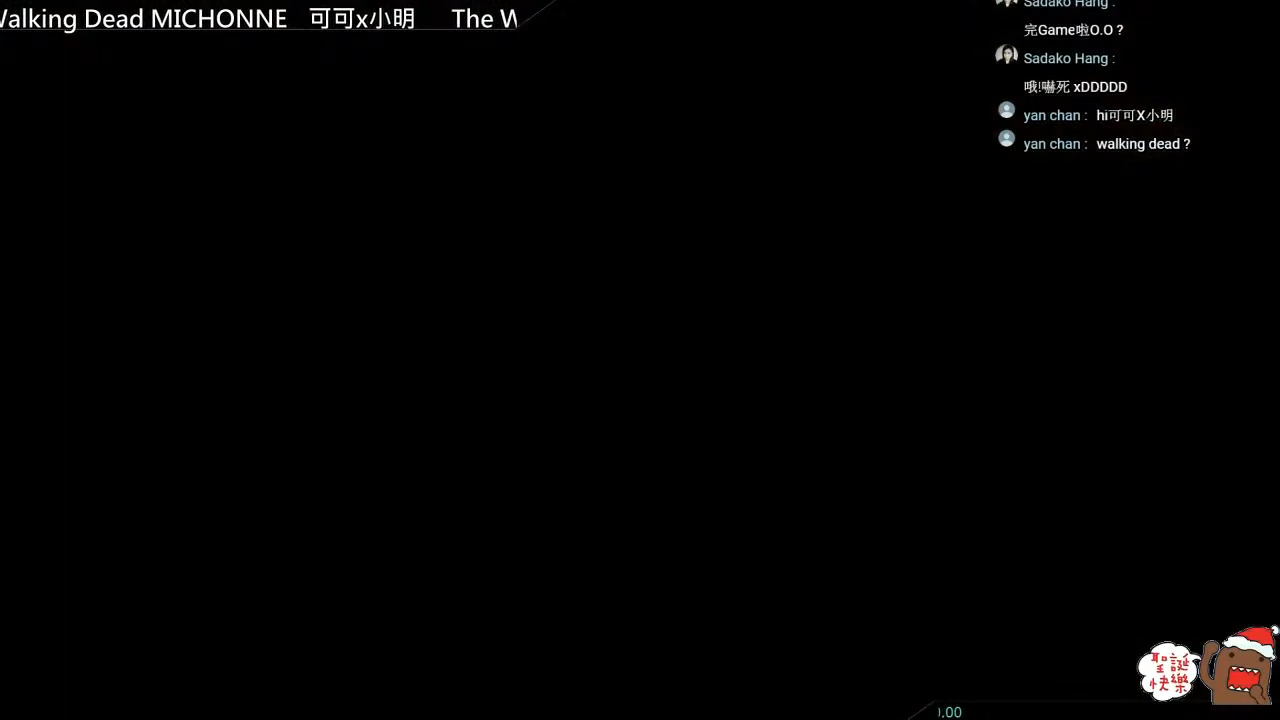 Walking Dead MICHONNE 可可x小明 The W
Sadako Hang :
完Game啦O.O ?
Sadako Hang :
哦!嚇死 xDDDDD
yan chan : hi可可X小明
yan chan : walking dead ?
聖誕
快樂
.00